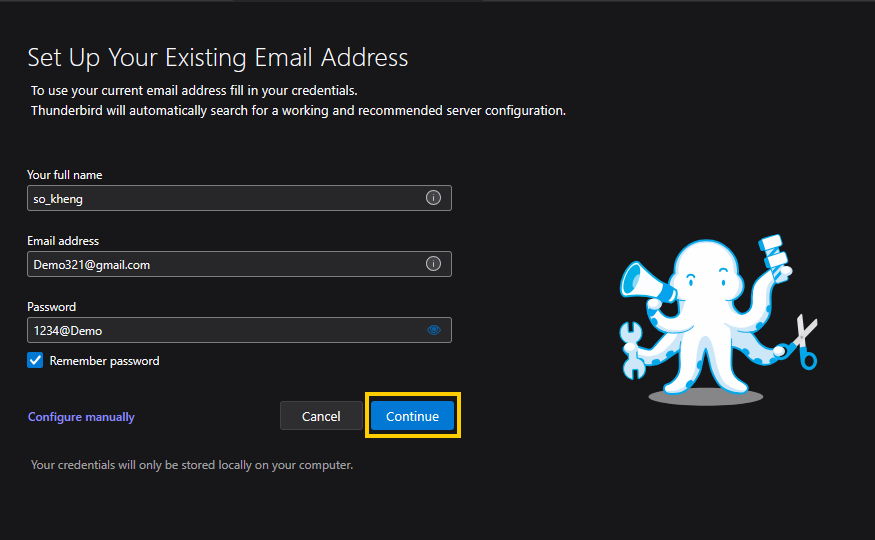 Set Up Your Existing Email Address
To use your current email address fill in your credentials.
Thunderbird will automatically search for a working and recommended server configuration.
Your full name
so_kheng
Email address
Demo321@gmail.com
Password
1234@Demo
Remember password
Configure manually
Cancel
Continue
Your credentials will only be stored locally on your computer.